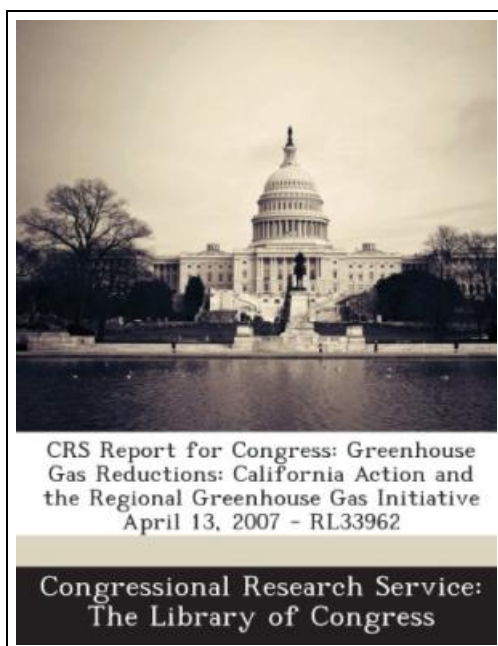 CRS Report for Congress: Greenhouse
Gas Reductions: California Action and
the Regional Greenhouse Gas Initiative
April 13, 2007 - RL33962
Congressional Research Service:
The Library of Congress